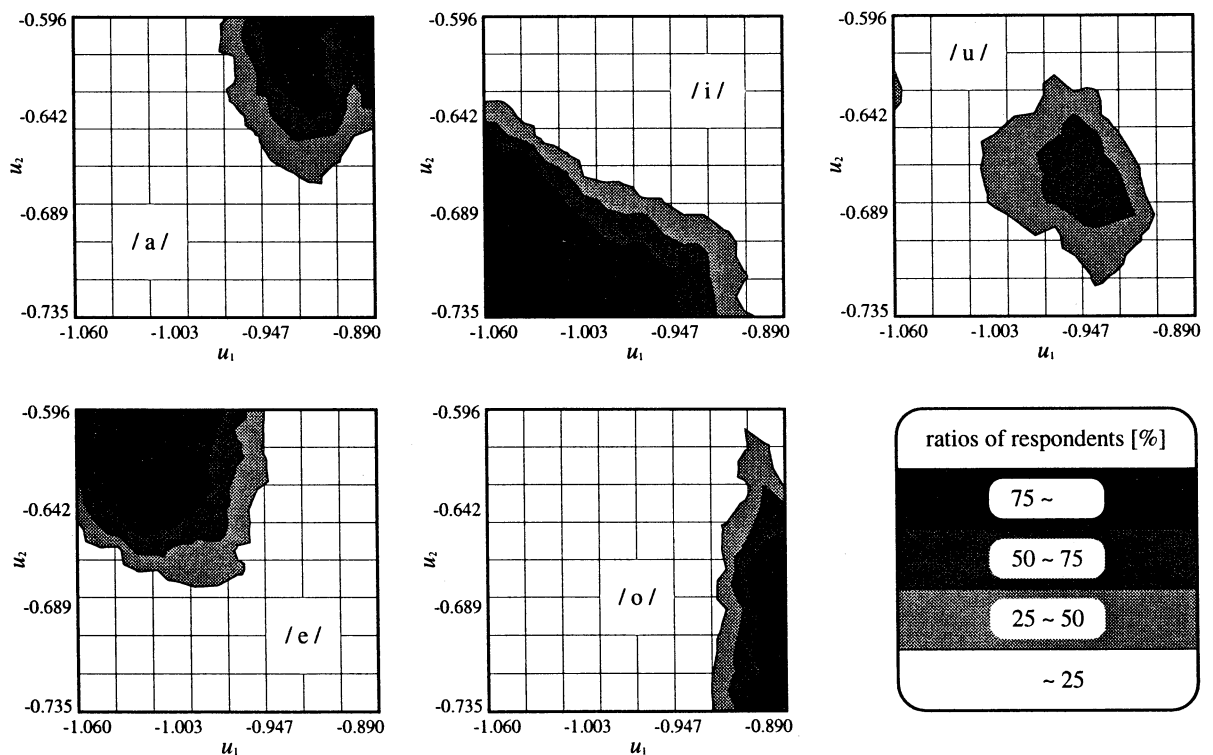 -0.596
-0.642
-0.689
-0.735
u₂
/ a /
-1.060 -1.003 -0.947 -0.890
u₁
-0.596
-0.642
-0.689
-0.735
u₂
/ i /
-1.060 -1.003 -0.947 -0.890
u₁
-0.596
-0.642
-0.689
-0.735
u₂
/ u /
-1.060 -1.003 -0.947 -0.890
u₁
-0.596
-0.642
-0.689
-0.735
u₂
/ e /
-1.060 -1.003 -0.947 -0.890
u₁
-0.596
-0.642
-0.689
-0.735
u₂
/ o /
-1.060 -1.003 -0.947 -0.890
u₁
ratios of respondents [%]
75 ~
50 ~ 75
25 ~ 50
~ 25